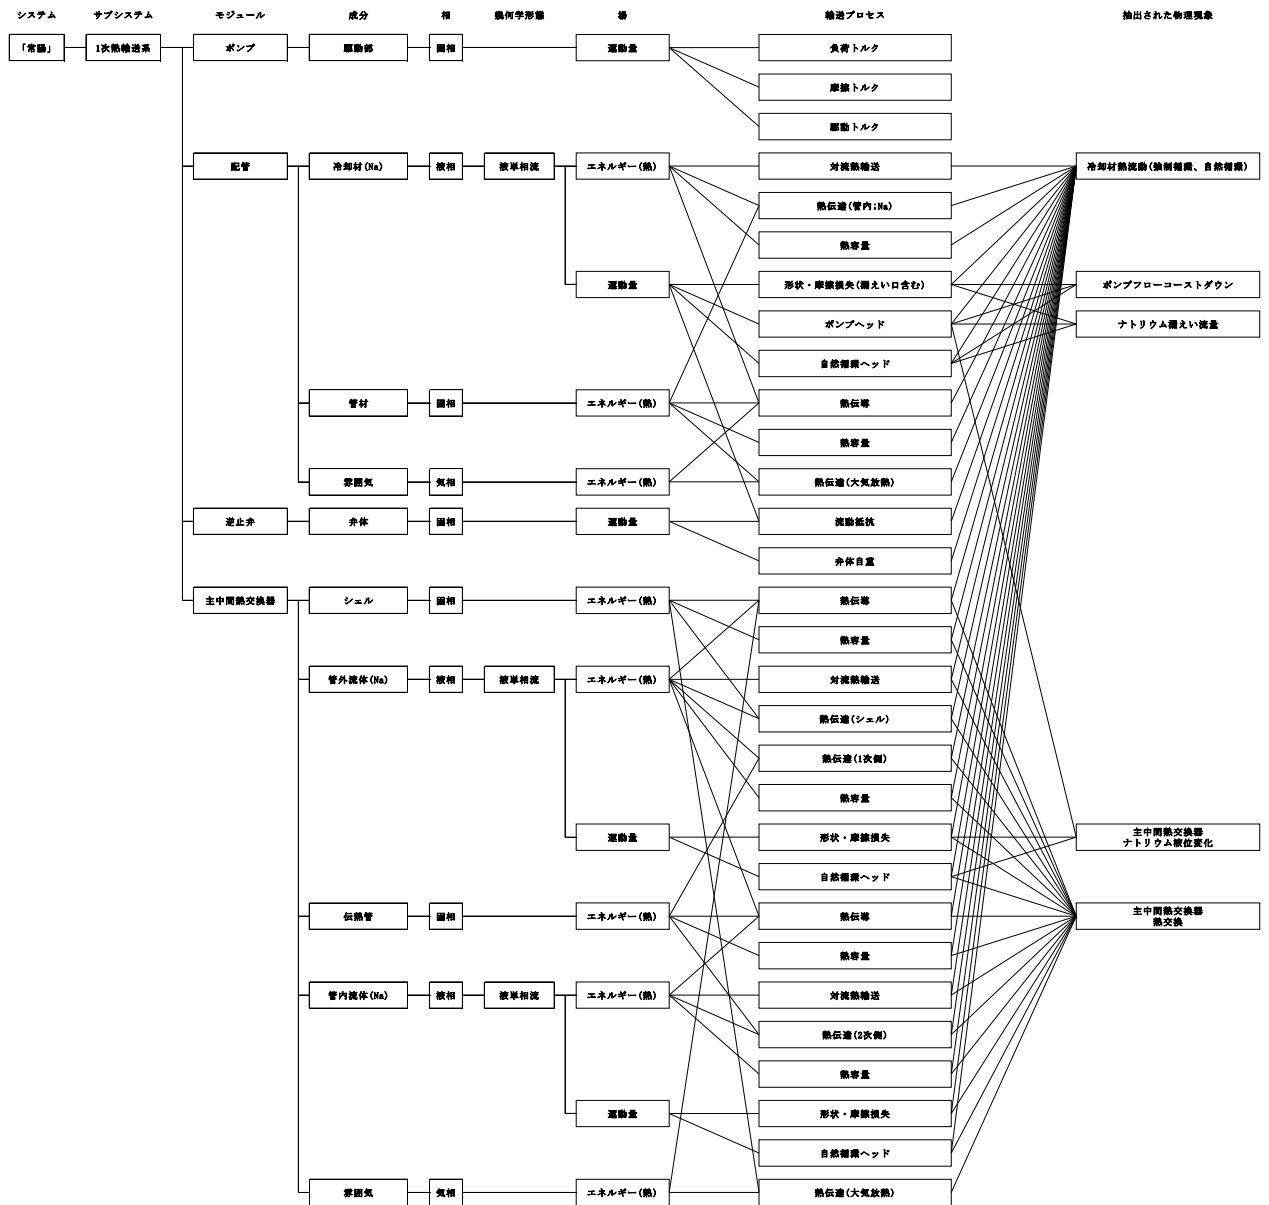 システム サブシステム モジュール 成分 相 幾何学形態 場 輸送プロセス 抽出された物理現象
「常陽」 1次熱輸送系 ポンプ 駆動部 固相 運動量 負荷トルク
摩擦トルク
駆動トルク
配管 冷却材(Na) 液相 液単相流 エネルギー(熱) 対流熱輸送 冷却材熱流動(強制循環、自然循環)
熱伝達(管内:Na)
熱容量
運動量 形状・摩擦損失(漏えい口含む) ポンプフローコーストダウン
ポンプヘッド ナトリウム漏えい流量
自然循環ヘッド
管材 固相 エネルギー(熱) 熱伝導
熱容量
雰囲気 気相 エネルギー(熱) 熱伝達(大気放熱)
逆止弁 弁体 固相 運動量 流動抵抗
弁体自重
主中間熱交換器 シェル 固相 エネルギー(熱) 熱伝導
熱容量
管外流体(Na) 液相 液単相流 エネルギー(熱) 対流熱輸送
熱伝達(シェル)
熱伝達(1次側)
熱容量
運動量 形状・摩擦損失 主中間熱交換器
ナトリウム液位変化
自然循環ヘッド
伝熱管 固相 エネルギー(熱) 熱伝導 主中間熱交換器
熱交換
熱容量
管内流体(Na) 液相 液単相流 エネルギー(熱) 対流熱輸送
熱伝達(2次側)
熱容量
運動量 形状・摩擦損失
自然循環ヘッド
雰囲気 気相 エネルギー(熱) 熱伝達(大気放熱)